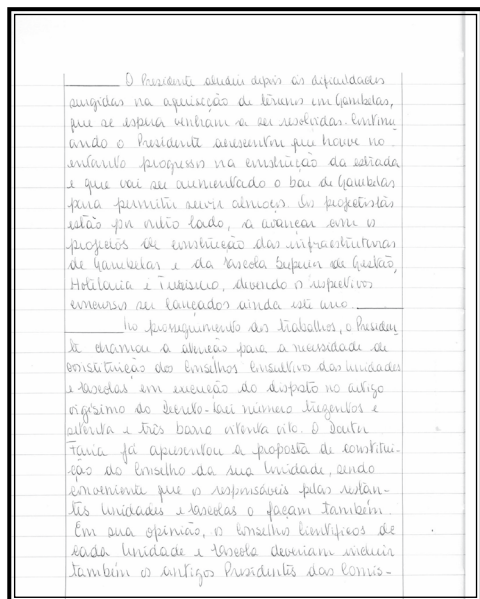 O Presidente aludiu depois às dificuldades
surgidas na aquisição de terrenos em Gambelas,
que se espera venham a ser resolvidas. Continu
ando o Presidente acrescentou que houve no
entanto progressos na construção da estrada
e que vai ser aumentado o bar de Gambelas
para permitir servir almoços. Os projectistas
estão por outro lado, a avançar com os
projectos de construção das infraestruturas
de Gambelas e da Escola Superior de Gestão,
Hotelaria e Turismo, devendo os respectivos
concursos ser lançados ainda este ano.
No prosseguimento dos trabalhos, o Presiden
te chamou a atenção para a necessidade de
constituição dos Conselhos Consultivos das Unidades
e Escolas em execução do disposto no artigo
vigésimo do Decreto-Lei número trezentos e
setenta e três barra oitenta oito. O Doutor
Faria já apresentou a proposta de constitui-
ção do Conselho da sua Unidade, sendo
conveniente que os responsáveis pelas restan-
tes Unidades e Escolas o façam também.
Em sua opinião, os Conselhos Científicos de
cada Unidade e Escola deveriam incluir
também os antigos Presidentes das Comis-